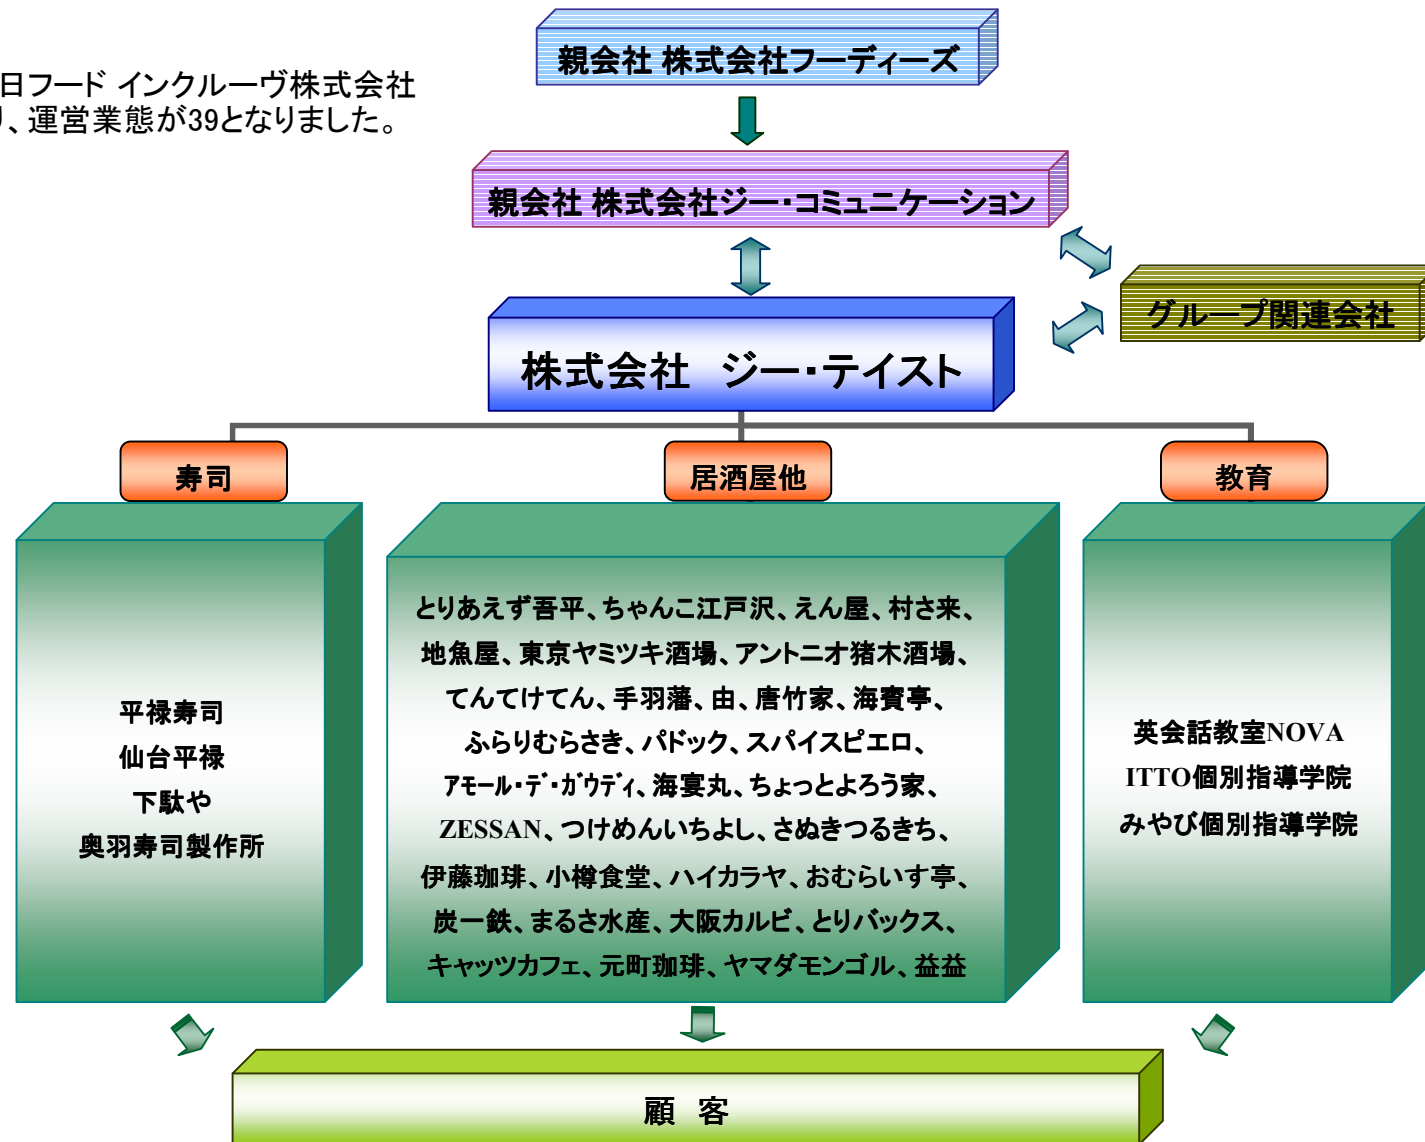 親会社 株式会社フーディーズ
日フード インクルーヴ株式会社
り、運営業態が39となりました。
親会社 株式会社ジー・コミュニケーション
グループ関連会社
株式会社 ジー・テイスト
寿司
居酒屋他
教育
平禄寿司
仙台平禄
下駄や
奥羽寿司製作所
とりあえず吾平、ちゃんこ江戸沢、えん屋、村さ来、
地魚屋、東京ヤミツキ酒場、アントニオ猪木酒場、
てんてけてん、手羽藩、由、唐竹家、海賓亭、
ふらりむらさき、パドック、スパイスピエロ、
アモール・デ・ガウディ、海宴丸、ちょっとよろう家、
ZESSAN、つけめんいちよし、さぬきつるきち、
伊藤珈琲、小樽食堂、ハイカラヤ、おむらいす亭、
炭一鉄、まるさ水産、大阪カルビ、とりバックス、
キャッツカフェ、元町珈琲、ヤマダモンゴル、益益
英会話教室NOVA
ITTO個別指導学院
みやび個別指導学院
顧 客